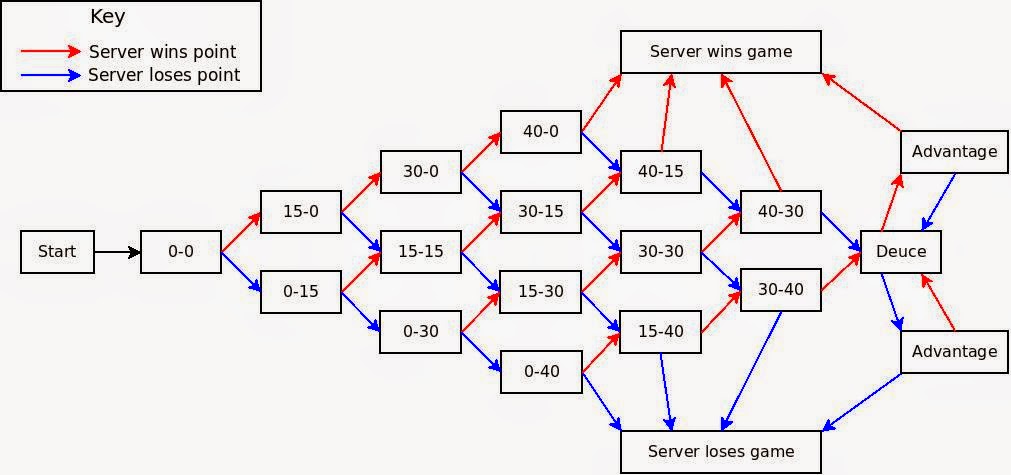 Key
Server wins point
Server loses point
Server wins game
40-0
Advantage
30-0
40-15
15-0
30-15
40-30
Start
0-0
15-15
30-30
Deuce
0-15
15-30
30-40
0-30
15-40
Advantage
0-40
Server loses game